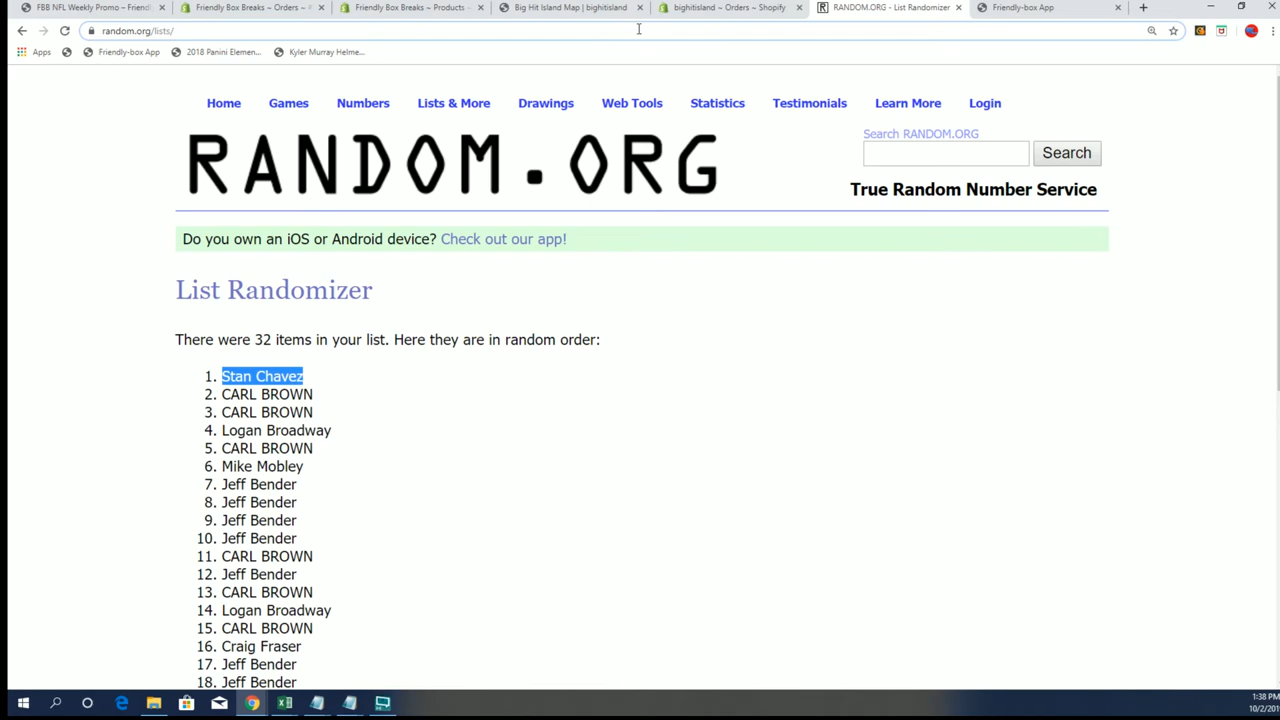 FBB NFL Weekly Promo ~ Friendl
Friendly Box Breaks ~ Orders ~
Friendly Box Breaks ~ Products ~
Big Hit Island Map | bighitisland
bighitisland ~ Orders ~ Shopify
RANDOM.ORG - List Randomizer
Friendly-box App
random.org/lists/
Apps
Friendly-box App
2018 Panini Elemen...
Kyler Murray Helme...
Home Games Numbers Lists & More Drawings Web Tools Statistics Testimonials Learn More Login
RANDOM.ORG
Search RANDOM.ORG
Search
True Random Number Service
Do you own an iOS or Android device? Check out our app!
List Randomizer
There were 32 items in your list. Here they are in random order:
1. Stan Chavez
2. CARL BROWN
3. CARL BROWN
4. Logan Broadway
5. CARL BROWN
6. Mike Mobley
7. Jeff Bender
8. Jeff Bender
9. Jeff Bender
10. Jeff Bender
11. CARL BROWN
12. Jeff Bender
13. CARL BROWN
14. Logan Broadway
15. CARL BROWN
16. Craig Fraser
17. Jeff Bender
18. Jeff Bender
1:38 PM
10/2/201